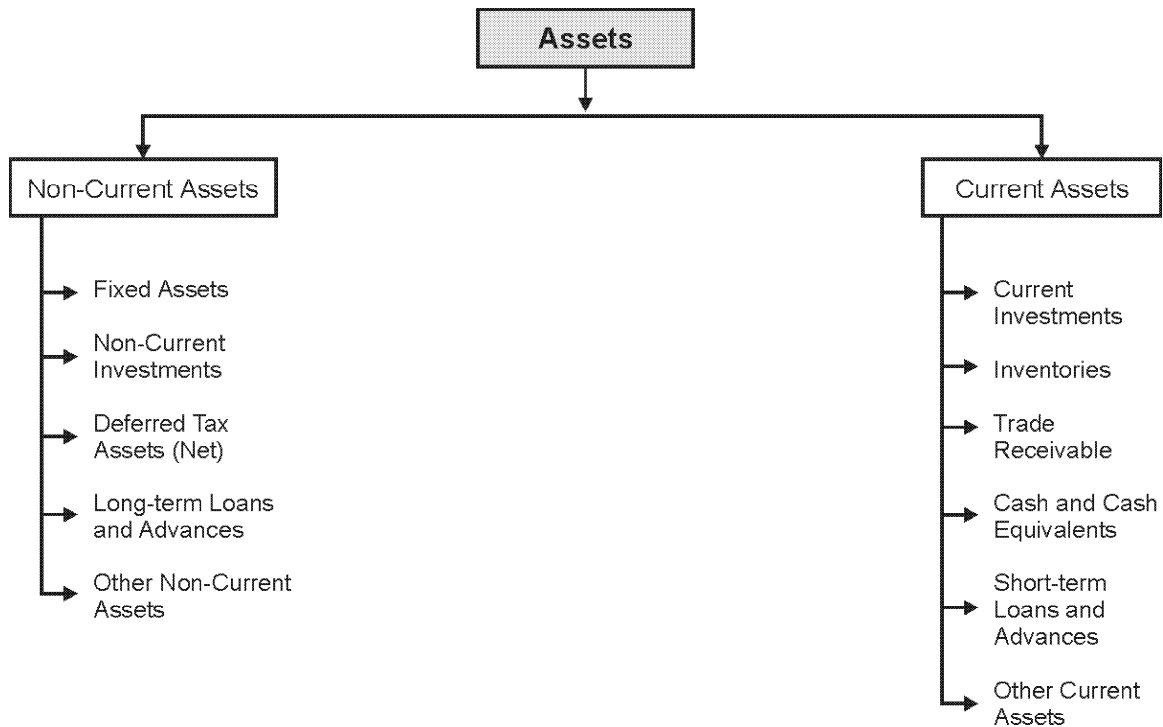 Assets
Non-Current Assets
Fixed Assets
Non-Current
Investments
Deferred Tax
Assets (Net)
Long-term Loans
and Advances
Other Non-Current
Assets
Current Assets
Current
Investments
Inventories
Trade
Receivable
Cash and Cash
Equivalents
Short-term
Loans and
Advances
Other Current
Assets